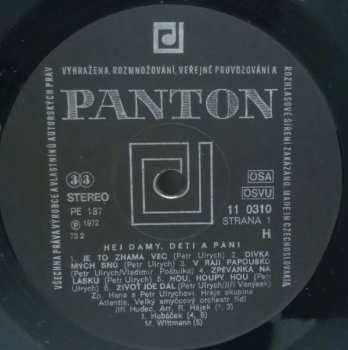 VŠECHNA PRÁVA VÝROBCE A VLASTNÍKŮ AUTORSKÝCH PRÁV
VYHRAŽENA. ROZMNOŽOVÁNÍ, VEŘEJNÉ PROVOZOVÁNÍ A
ROZHLASOVÉ ŠÍŘENÍ ZAKÁZÁNO. MADE IN CZECHOSLOVAKIA
PANTON
33
STEREO
PE 187
Ⓟ 1972
73 2
OSA
OSVU
11 0310
STRANA 1
H
HEJ DÁMY, DĚTI A PÁNI
1. JE TO ZNÁMÁ VĚC (Petr Ulrych) 2. DÍVKA
MÝCH SNŮ (Petr Ulrych) 3. V RÁJI PAPOUŠKŮ
(Petr Ulrych/Vladimír Poštulka) 4. ZPĚVANKA NA
LÁSKU (Petr Ulrych) 5. HOU, HOUPY HOU (Petr
Ulrych) 6. ŽIVOT JDE DÁL (Petr Ulrych/Jiří Vanýsek)
Zp. Hana a Petr Ulrychovi. Hraje skupina
Atlantis, Velký smyčcový orchestr řídí
Jiří Hudec. Arr. R. Hájek (1, 3)
J. Hubáček (4, 6)
M. Wittmann (5)